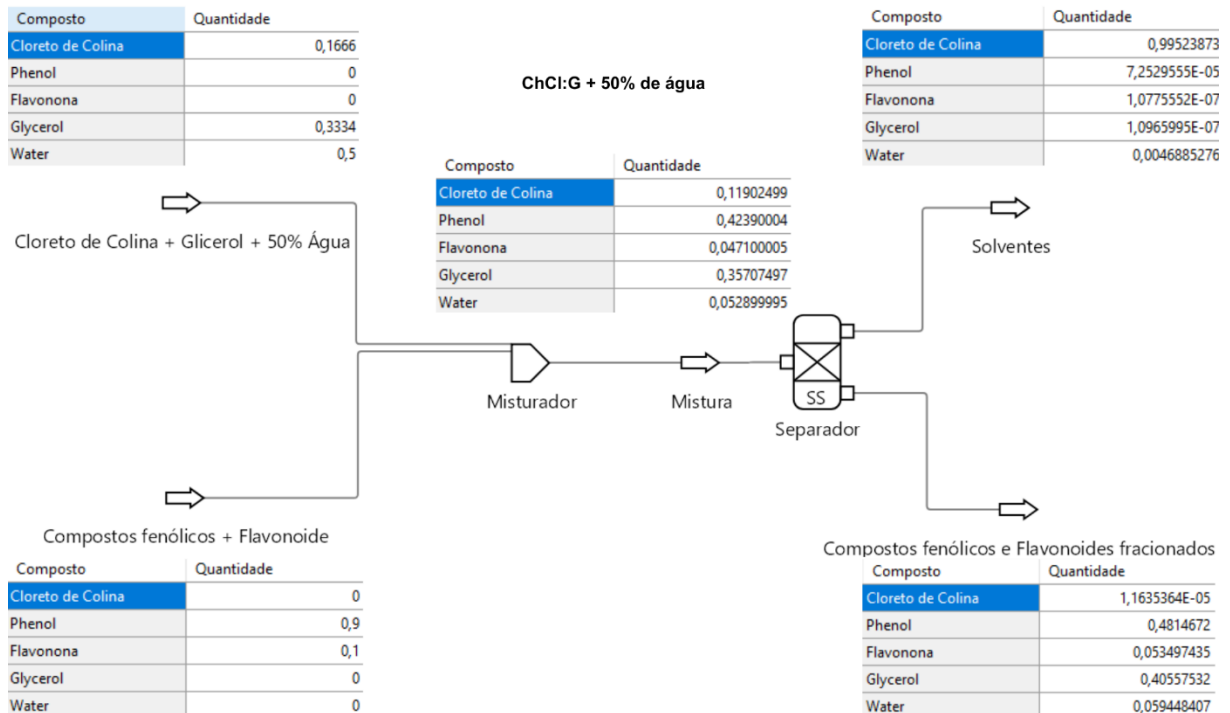 Composto Quantidade
Cloreto de Colina 0,1666
Phenol 0
Flavonona 0
Glycerol 0,3334
Water 0,5
ChCl:G + 50% de água
Composto Quantidade
Cloreto de Colina 0,99523873
Phenol 7,2529555E-05
Flavonona 1,0775552E-07
Glycerol 1,0965995E-07
Water 0,0046885276
Composto Quantidade
Cloreto de Colina 0,11902499
Phenol 0,42390004
Flavonona 0,047100005
Glycerol 0,35707497
Water 0,052899995
Cloreto de Colina + Glicerol + 50% Água
Solventes
Misturador
Mistura
SS
Separador
Compostos fenólicos + Flavonoide
Composto Quantidade
Cloreto de Colina 0
Phenol 0,9
Flavonona 0,1
Glycerol 0
Water 0
Compostos fenólicos e Flavonoides fracionados
Composto Quantidade
Cloreto de Colina 1,1635364E-05
Phenol 0,4814672
Flavonona 0,053497435
Glycerol 0,40557532
Water 0,059448407